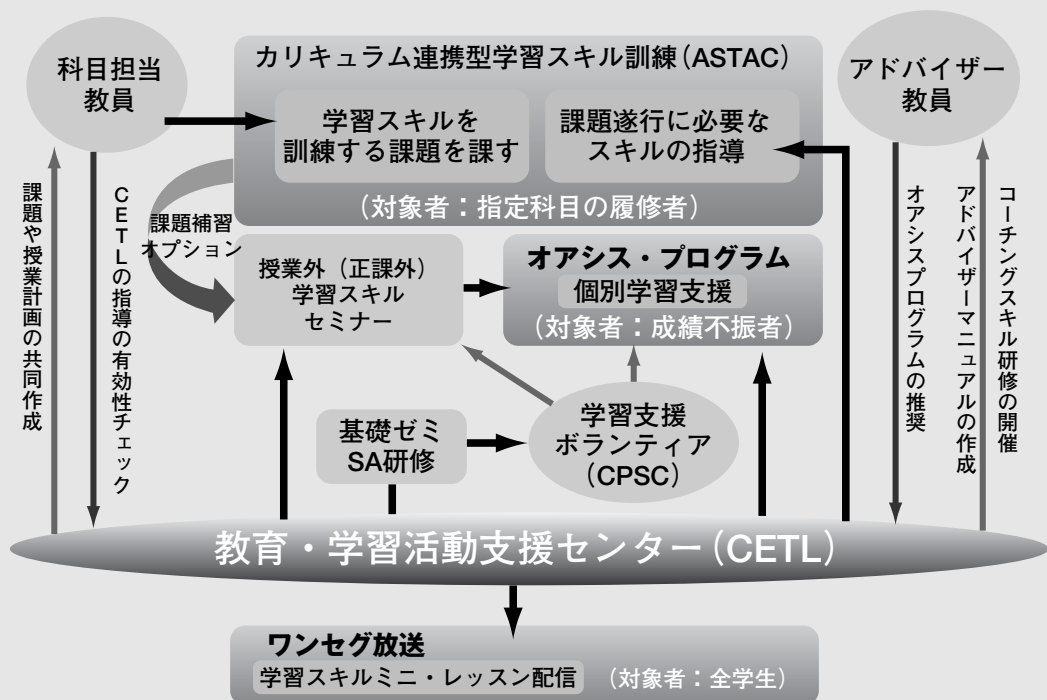 科目担当
教員
カリキュラム連携型学習スキル訓練（ASTAC）
学習スキルを
訓練する課題を課す
課題遂行に必要な
スキルの指導
（対象者：指定科目の履修者）
アドバイザー
教員
課題や授業計画の共同作成
CETLの指導の有効性チェック
課題補習
オプション
授業外（正課外）
学習スキル
セミナー
オアシス・プログラム
個別学習支援
（対象者：成績不振者）
オアシスプログラムの推奨
コーチングスキル研修の開催
アドバイザーマニュアルの作成
基礎ゼミ
SA研修
学習支援
ボランティア
（CPSC）
教育・学習活動支援センター（CETL）
ワンセグ放送
学習スキルミニ・レッスン配信
（対象者：全学生）